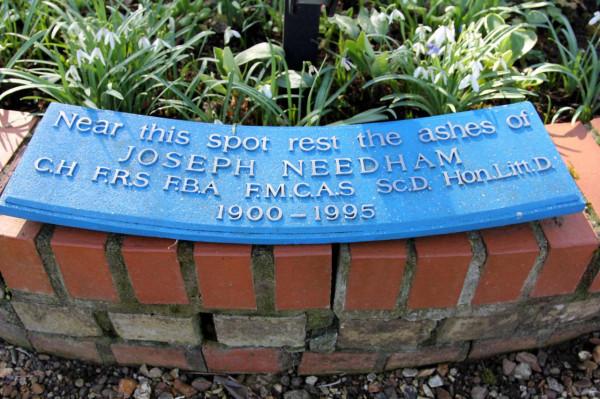 Near this spot rest the ashes of
JOSEPH NEEDHAM
C.H F.R.S F.B.A F.M.C.A.S Sc.D. Hon.Litt.D.
1900-1995